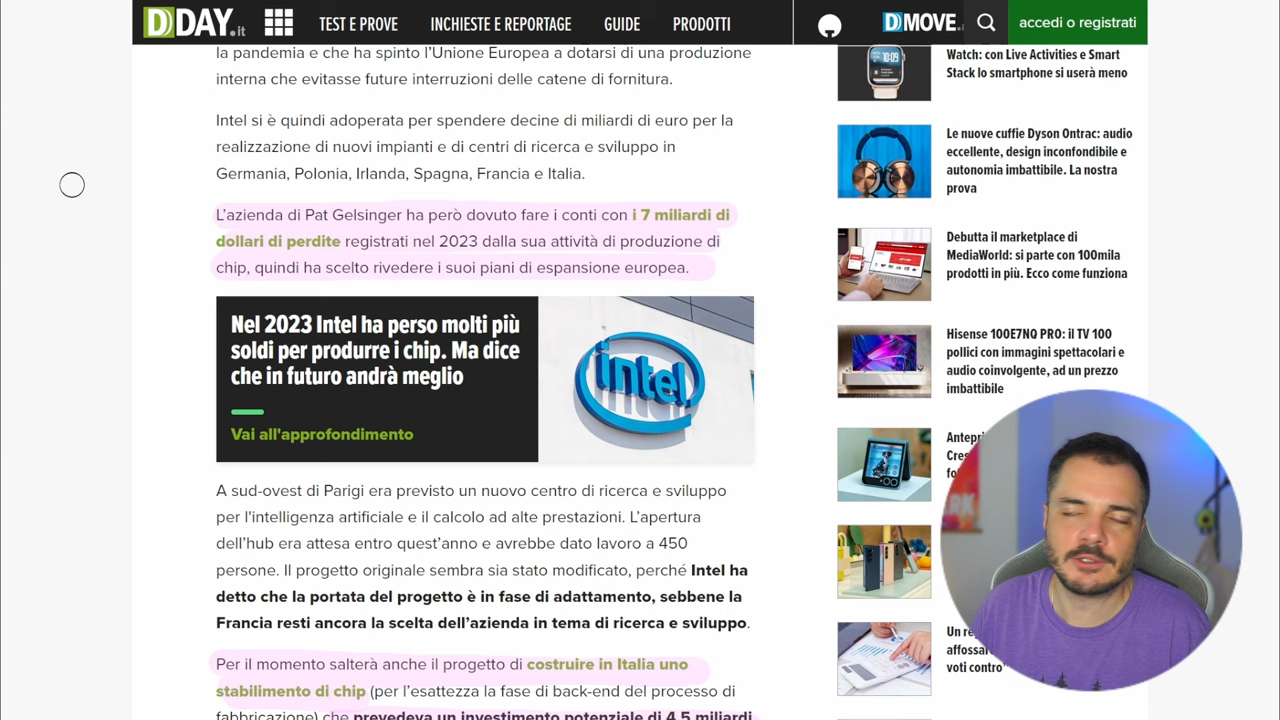 DDAY.it
TEST E PROVE
INCHIESTE E REPORTAGE
GUIDE
PRODOTTI
DMOVE.
accedi o registrati
la pandemia e che ha spinto l'Unione Europea a dotarsi di una produzione
interna che evitasse future interruzioni delle catene di fornitura.
Intel si è quindi adoperata per spendere decine di miliardi di euro per la
realizzazione di nuovi impianti e di centri di ricerca e sviluppo in
Germania, Polonia, Irlanda, Spagna, Francia e Italia.
L'azienda di Pat Gelsinger ha però dovuto fare i conti con i 7 miliardi di
dollari di perdite registrati nel 2023 dalla sua attività di produzione di
chip, quindi ha scelto rivedere i suoi piani di espansione europea.
Nel 2023 Intel ha perso molti più
soldi per produrre i chip. Ma dice
che in futuro andrà meglio
Vai all'approfondimento
intel
A sud-ovest di Parigi era previsto un nuovo centro di ricerca e sviluppo
per l'intelligenza artificiale e il calcolo ad alte prestazioni. L'apertura
dell'hub era attesa entro quest'anno e avrebbe dato lavoro a 450
persone. Il progetto originale sembra sia stato modificato, perché Intel ha
detto che la portata del progetto è in fase di adattamento, sebbene la
Francia resti ancora la scelta dell'azienda in tema di ricerca e sviluppo.
Per il momento salterà anche il progetto di costruire in Italia uno
stabilimento di chip (per l'esattezza la fase di back-end del processo di
fabbricazione) che prevedeva un investimento potenziale di 4,5 miliardi
Watch: con Live Activities e Smart
Stack lo smartphone si userà meno
10:09
Le nuove cuffie Dyson Ontrac: audio
eccellente, design inconfondibile e
autonomia imbattibile. La nostra
prova
Debutta il marketplace di
MediaWorld: si parte con 100mila
prodotti in più. Ecco come funziona
Hisense 100E7NQ PRO: il TV 100
pollici con immagini spettacolari e
audio coinvolgente, ad un prezzo
imbattibile
Antepri
Cres
fo
Un re
affossar
voti contro"